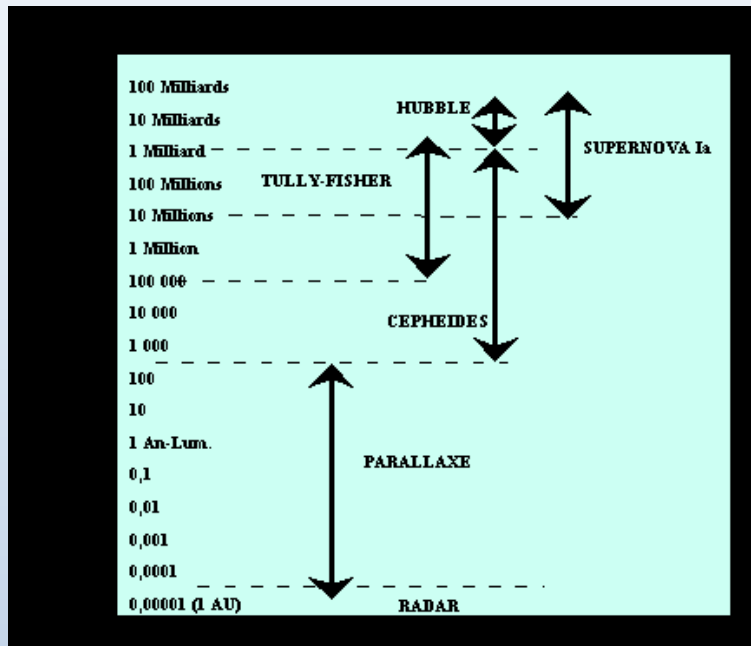 100 Milliards
HUBBLE
10 Milliards
1 Milliard
SUPERNOVA Ia
TULLY-FISHER
100 Millions
10 Millions
1 Million
100 000
10 000
CEPHEIDES
1 000
100
10
1 An-Lum.
PARALLAXE
0,1
0,01
0,001
0,0001
0,00001 (1 AU)
RADAR